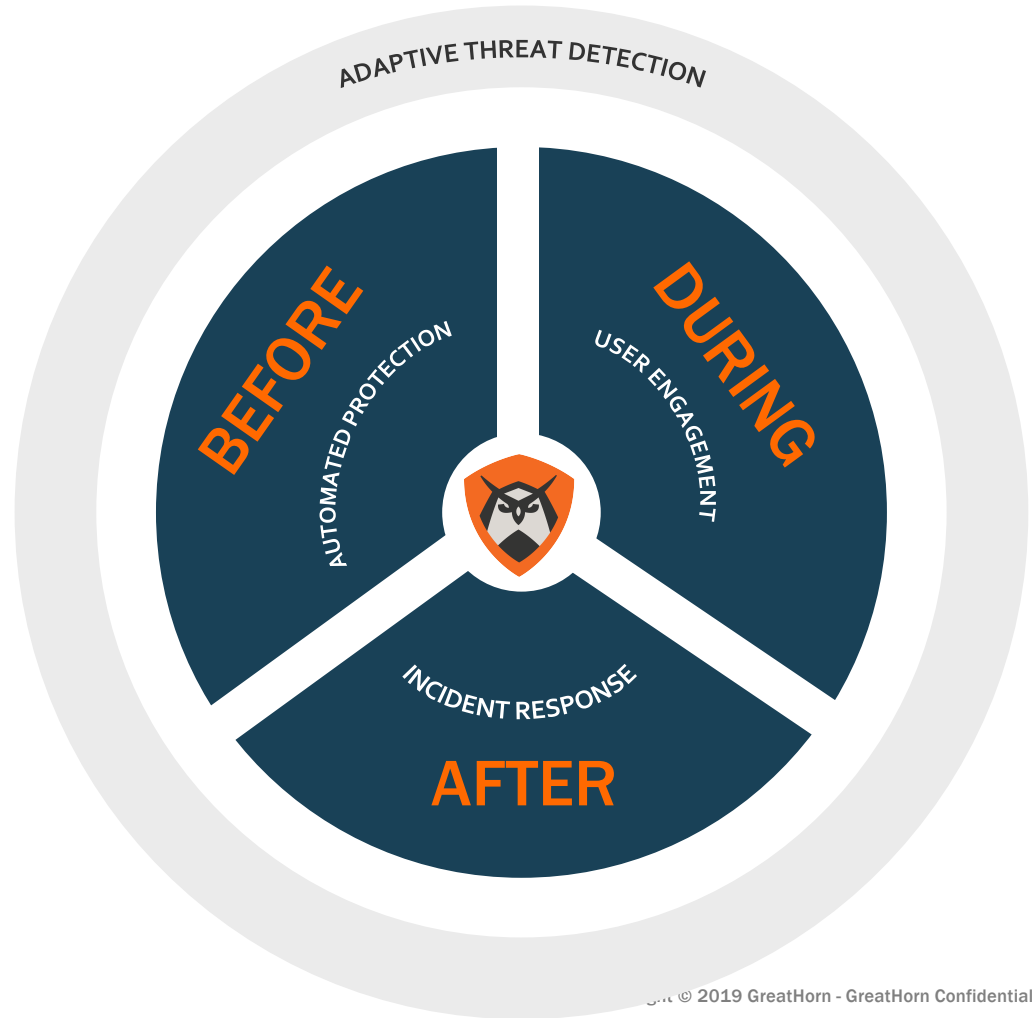 ADAPTIVE THREAT DETECTION
BEFORE
AUTOMATED PROTECTION
DURING
USER ENGAGEMENT
INCIDENT RESPONSE
AFTER
© 2019 GreatHorn - GreatHorn Confidential